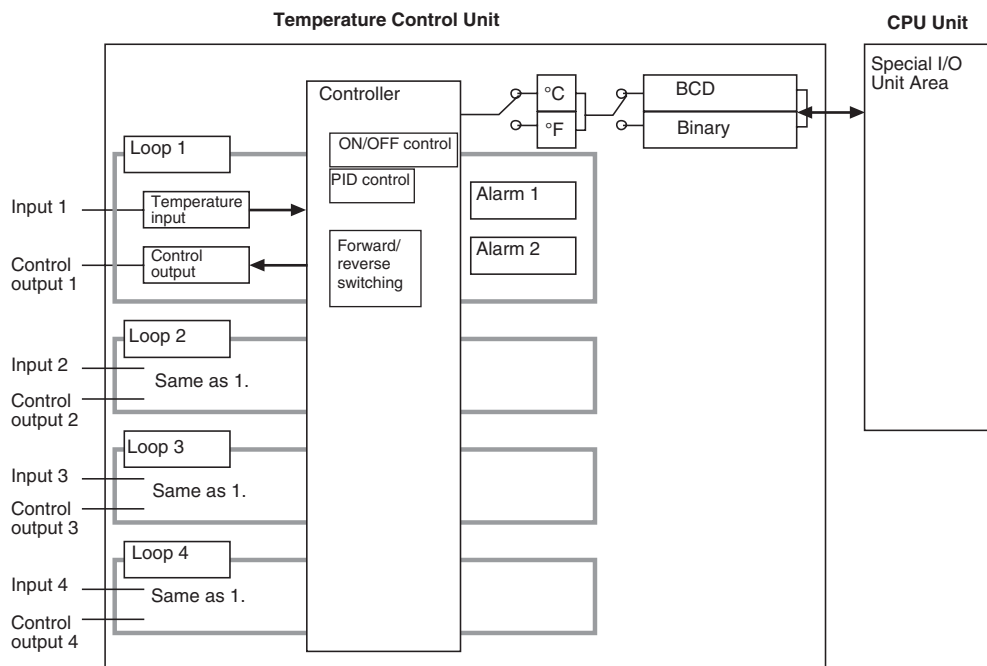 Temperature Control Unit
CPU Unit
Controller
°C
°F
BCD
Binary
Special I/O
Unit Area
ON/OFF control
PID control
Forward/
reverse
switching
Loop 1
Input 1
Temperature
input
Control
output 1
Control
output
Alarm 1
Alarm 2
Loop 2
Input 2
Same as 1.
Control
output 2
Loop 3
Input 3
Same as 1.
Control
output 3
Loop 4
Input 4
Same as 1.
Control
output 4